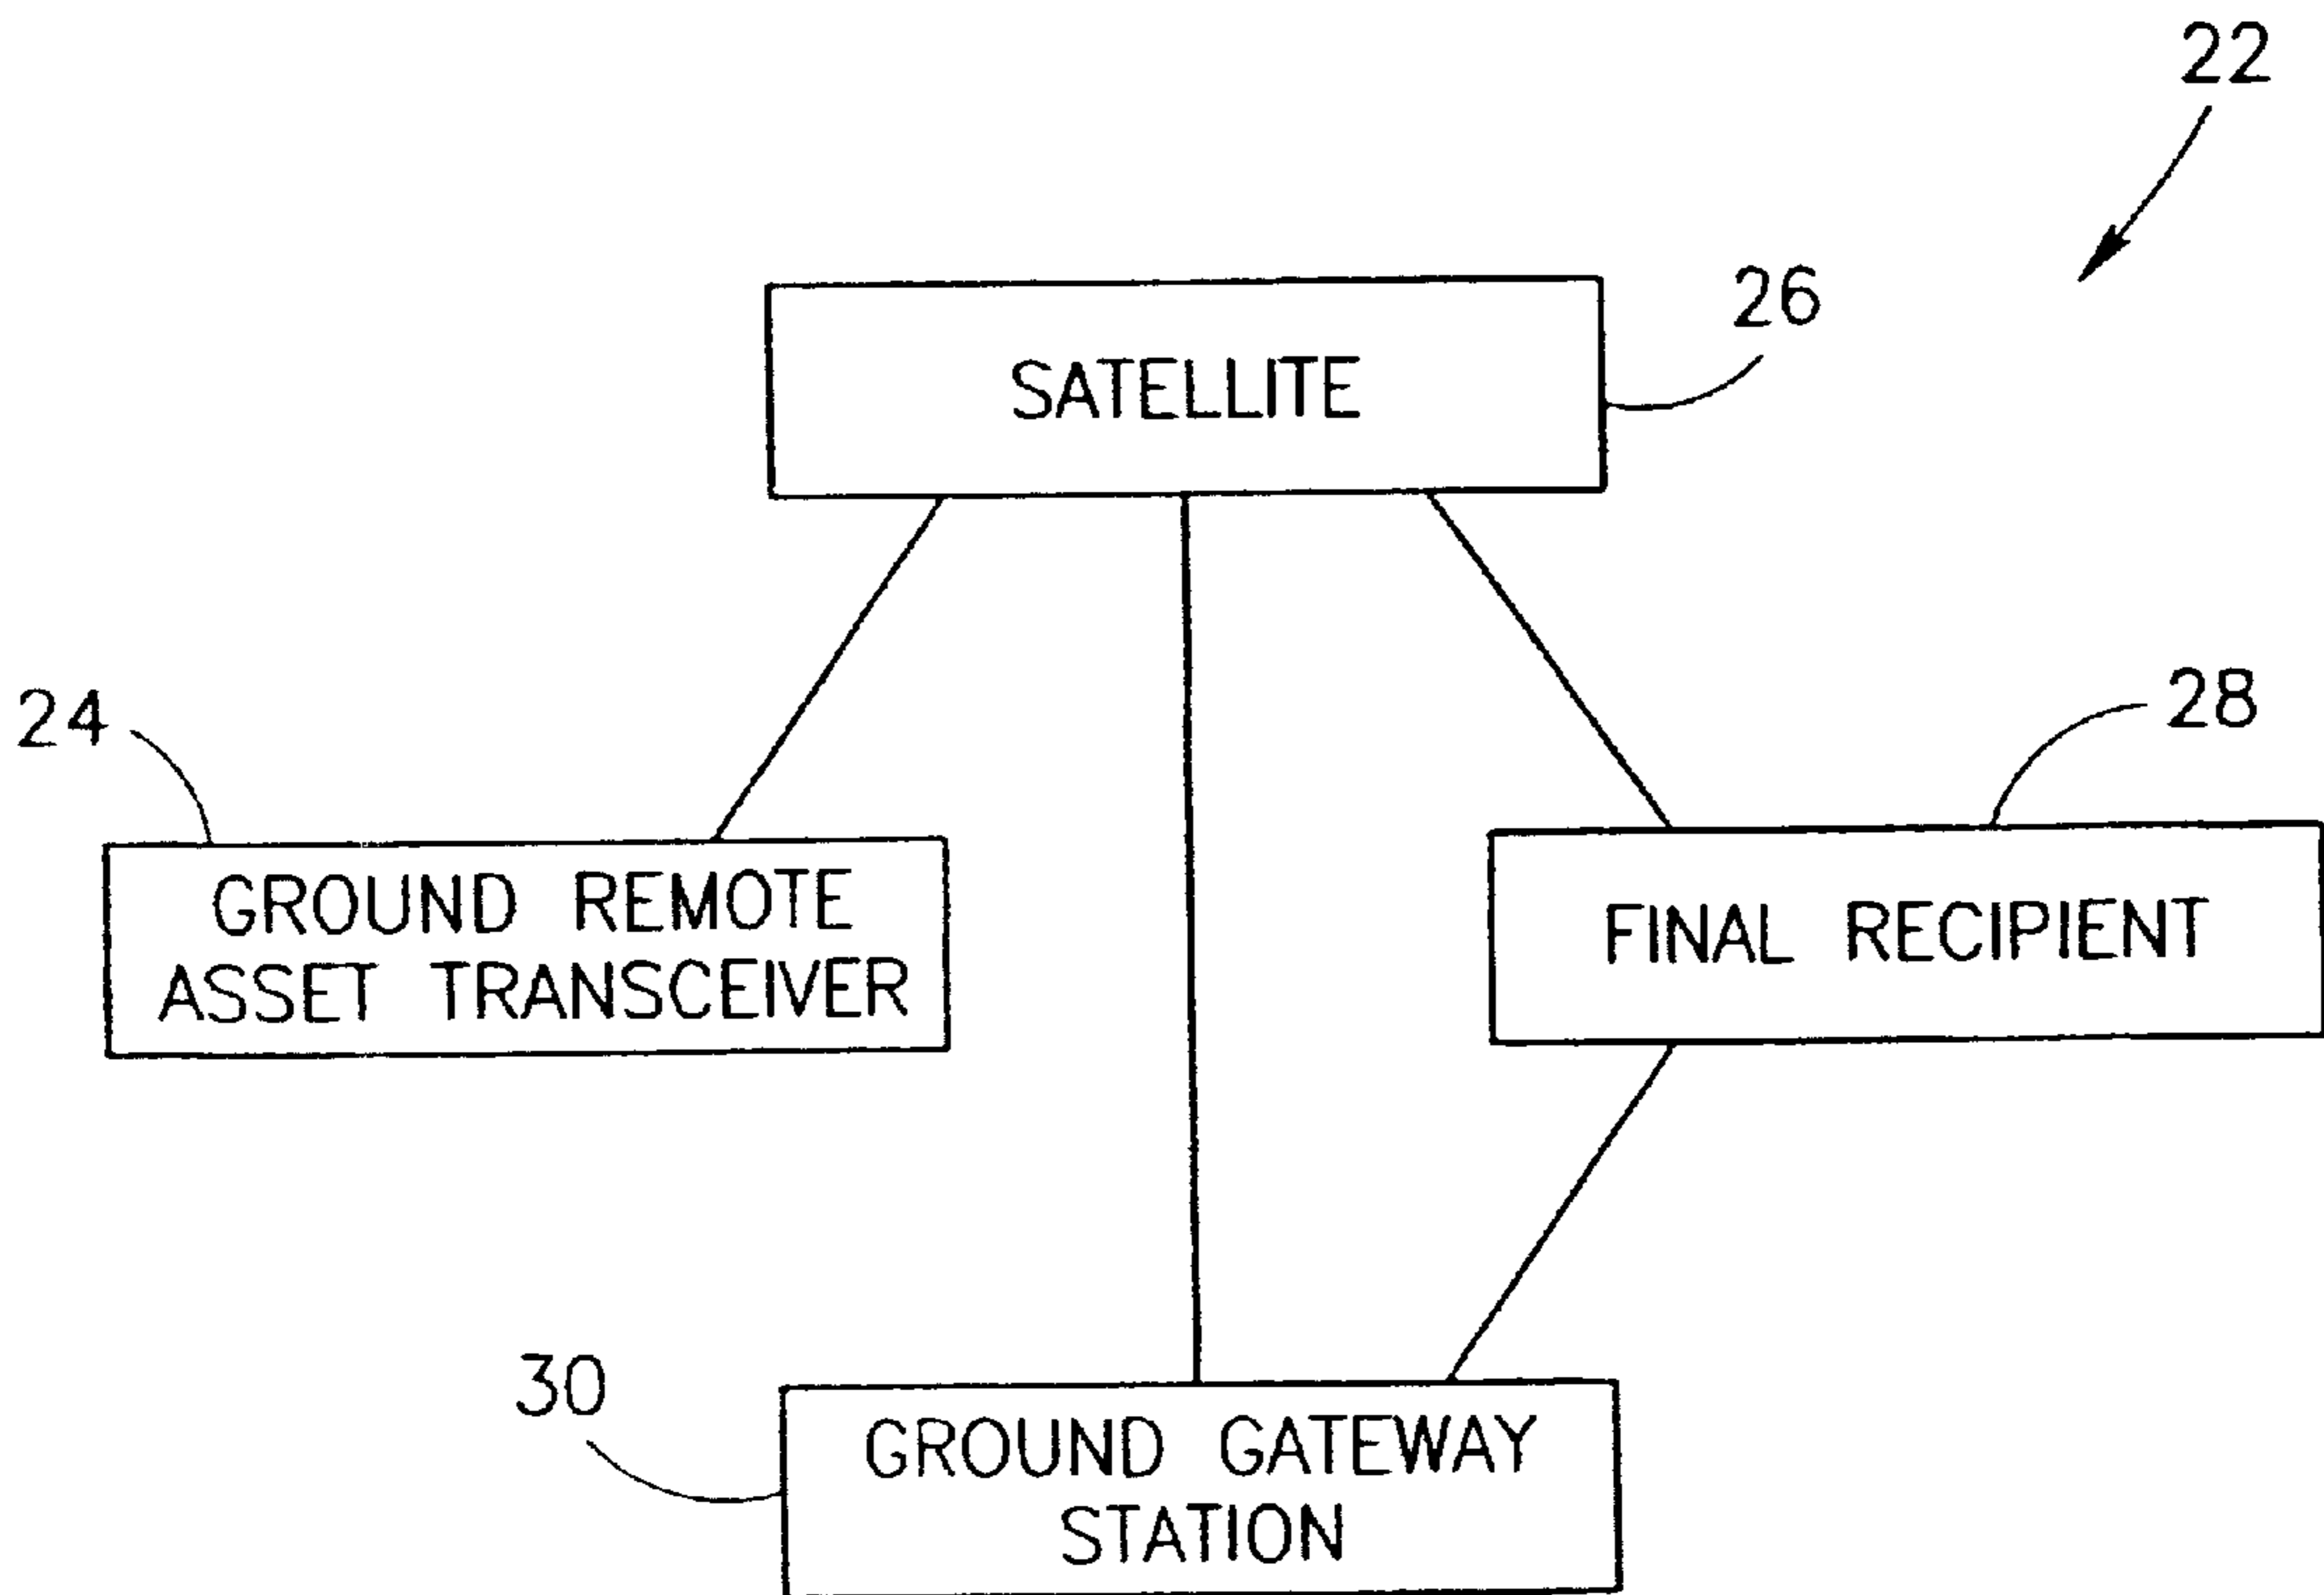 22
26
SATELLITE
24
28
GROUND REMOTE
ASSET TRANSCEIVER
FINAL RECIPIENT
30
GROUND GATEWAY
STATION